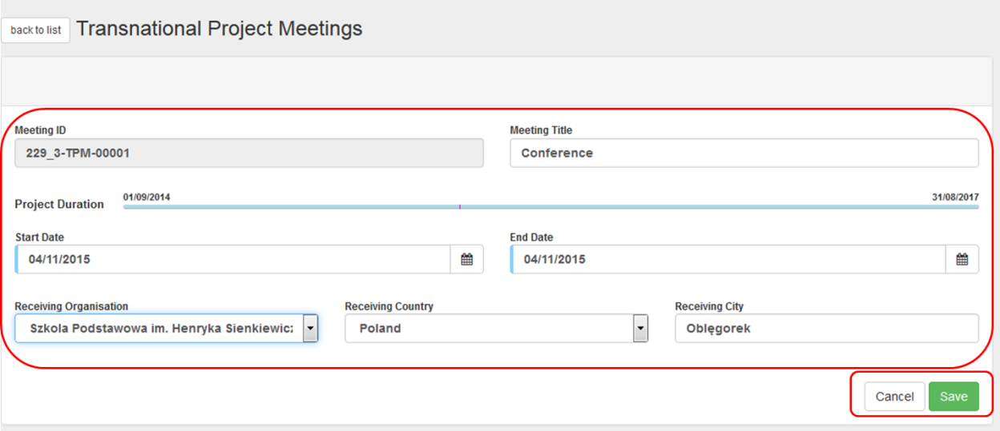 back to list Transnational Project Meetings
Meeting ID Meeting Title
229_3-TPM-00001 Conference
01/09/2014 31/08/2017
Project Duration
Start Date End Date
04/11/2015 04/11/2015
Receiving Organisation Receiving Country Receiving City
Szkola Podstawowa im. Henryka Sienkiewicz Poland Oblęgorek
Cancel Save